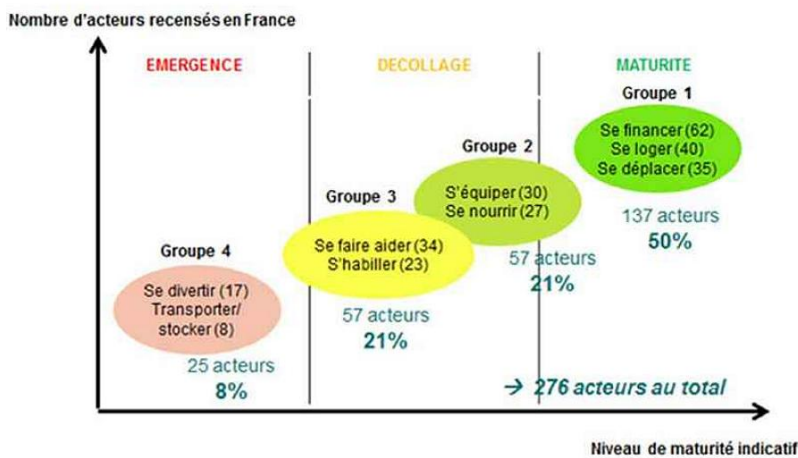 Nombre d'acteurs recensés en France
EMERGENCE
DECOLLAGE
MATURITE
Groupe 1
Se financer (62)
Se loger (40)
Se déplacer (35)
137 acteurs
50%
Groupe 2
S'équiper (30)
Se nourrir (27)
57 acteurs
21%
Groupe 3
Se faire aider (34)
S'habiller (23)
57 acteurs
21%
Groupe 4
Se divertir (17)
Transporter/
stocker (8)
25 acteurs
8%
→ 276 acteurs au total
Niveau de maturité indicatif